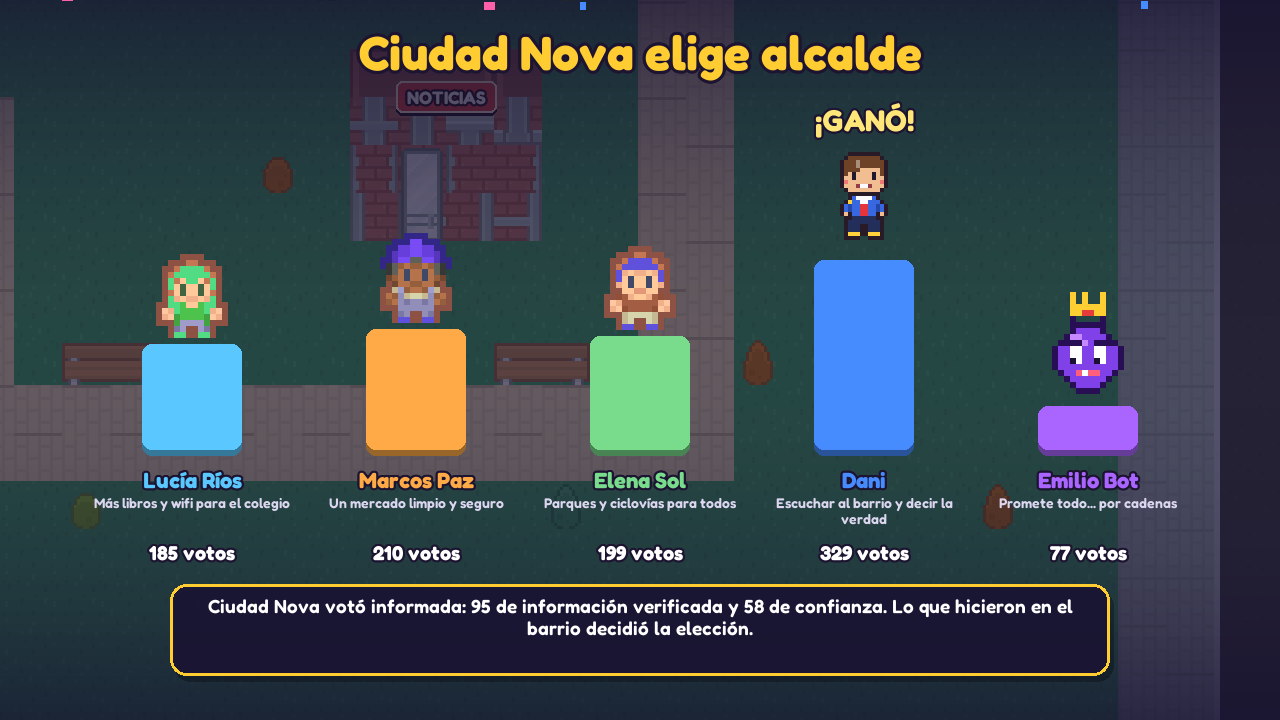 Ciudad Nova elige alcalde
NOTICIAS
¡GANÓ!
Lucía Ríos
Más libros y wifi para el colegio
185 votos
Marcos Paz
Un mercado limpio y seguro
210 votos
Elena Sol
Parques y ciclovías para todos
199 votos
Dani
Escuchar al barrio y decir la
verdad
329 votos
Emilio Bot
Promete todo... por cadenas
77 votos
Ciudad Nova votó informada: 95 de información verificada y 58 de confianza. Lo que hicieron en el
barrio decidió la elección.